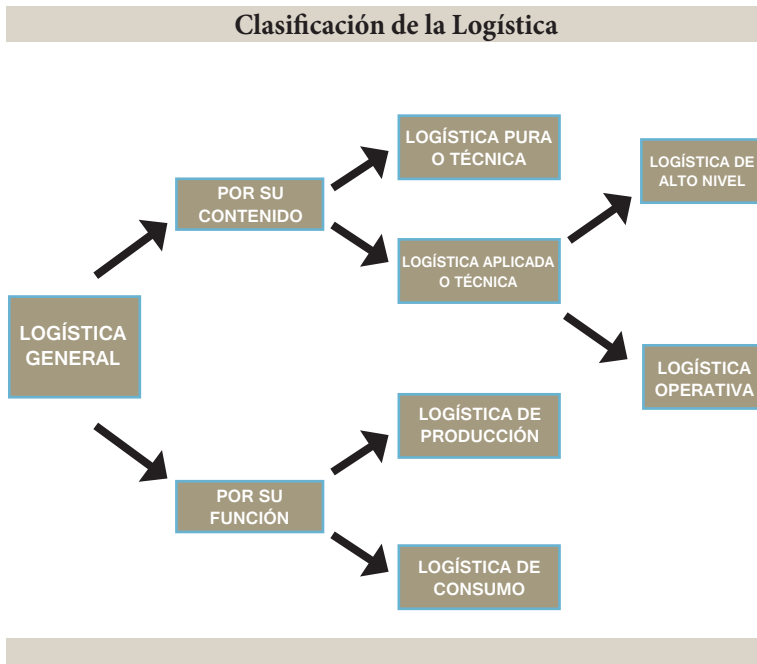 Clasificación de la Logística
LOGÍSTICA PURA
O TÉCNICA
LOGÍSTICA DE
ALTO NIVEL
POR SU
CONTENIDO
LOGÍSTICA APLICADA
O TÉCNICA
LOGÍSTICA
GENERAL
LOGÍSTICA
OPERATIVA
LOGÍSTICA DE
PRODUCCIÓN
POR SU
FUNCIÓN
LOGÍSTICA DE
CONSUMO